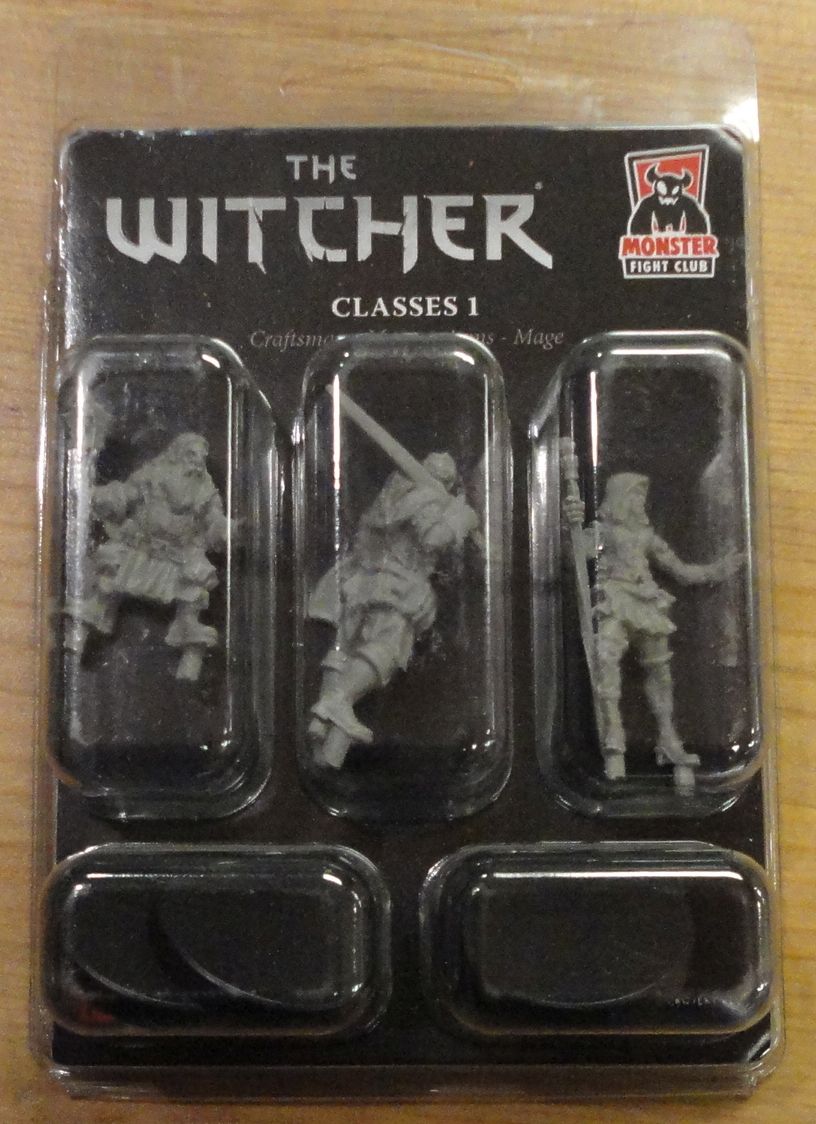 THE
WITCHER
MONSTER
FIGHT CLUB
CLASSES 1
- Mage